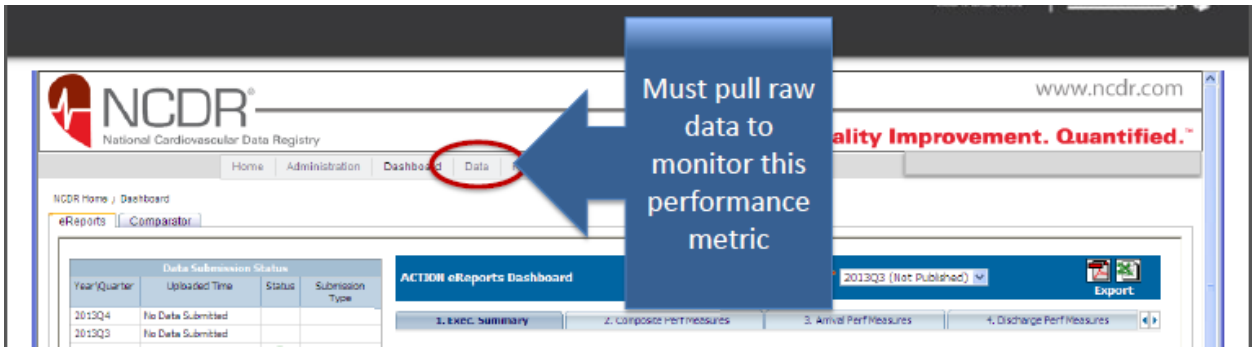 NCDR®
National Cardiovascular Data Registry
www.ncdr.com
ality Improvement. Quantified.℠
Home Administration Dashboard Data
Must pull raw
data to
monitor this
performance
metric
NCDR Home / Dashboard
eReports Comparator
Data Submission Status
Year\Quarter Uploaded Time Status Submission Type
2013Q4 No Data Submitted
2013Q3 No Data Submitted
ACTION eReports Dashboard
2013Q3 (Not Published)
Export
1. Exec. Summary 2. Composite Perf Measures 3. Arrival Perf Measures 4. Discharge Perf Measures